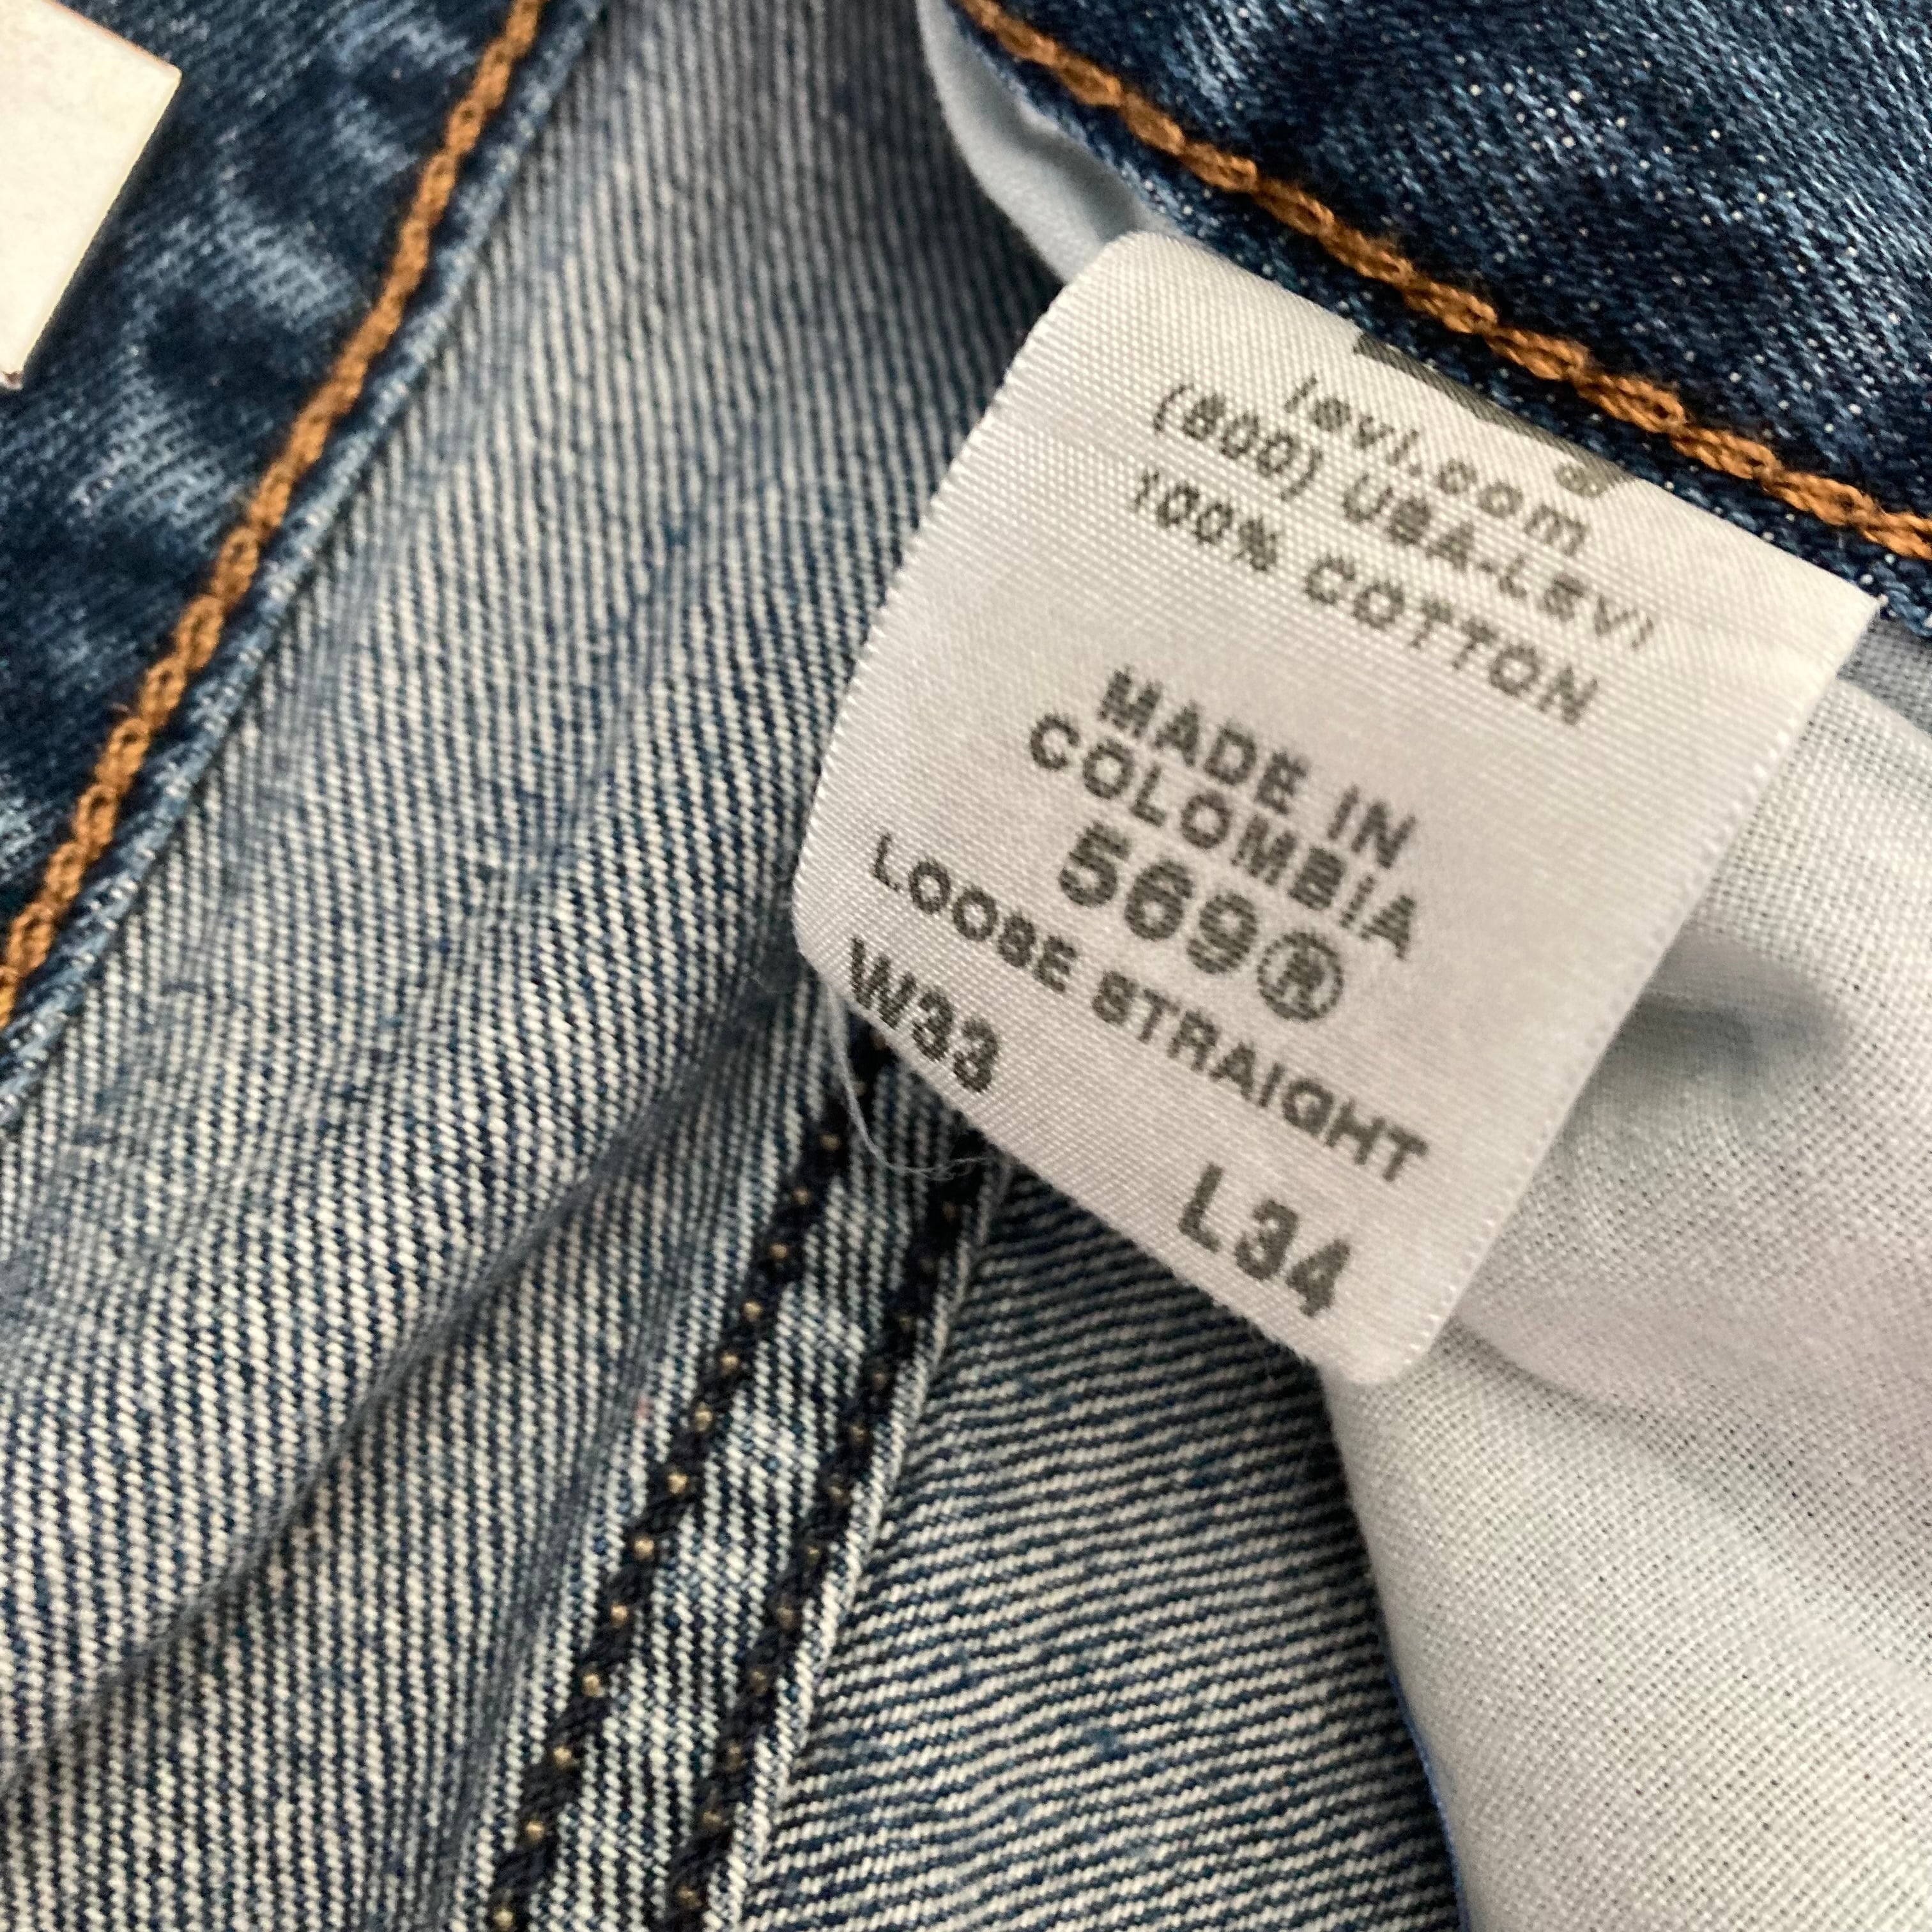 levi.com
(800) USA-Levi
100% COTTON
MADE IN
COLOMBIA
569®
LOOSE STRAIGHT
W33 L34